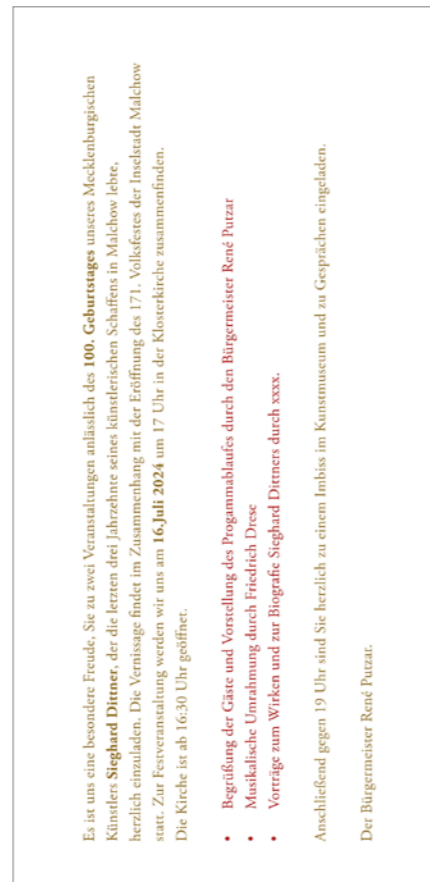 Es ist uns eine besondere Freude, Sie zu zwei Veranstaltungen anlässlich des 100. Geburtstages unseres Mecklenburgischen
Künstlers Sieghard Dittner, der die letzten drei Jahrzehnte seines künstlerischen Schaffens in Malchow lebte,
herzlich einzuladen. Die Vernissage findet im Zusammenhang mit der Eröffnung des 171. Volksfestes der Inselstadt Malchow
statt. Zur Festveranstaltung werden wir uns am 16.Juli 2024 um 17 Uhr in der Klosterkirche zusammenfinden.
Die Kirche ist ab 16:30 Uhr geöffnet.
• Begrüßung der Gäste und Vorstellung des Progammablaufes durch den Bürgermeister René Putzar
• Musikalische Umrahmung durch Friedrich Drese
• Vorträge zum Wirken und zur Biografie Sieghard Dittners durch xxxx.
Anschließend gegen 19 Uhr sind Sie herzlich zu einem Imbiss im Kunstmuseum und zu Gesprächen eingeladen.
Der Bürgermeister René Putzar.